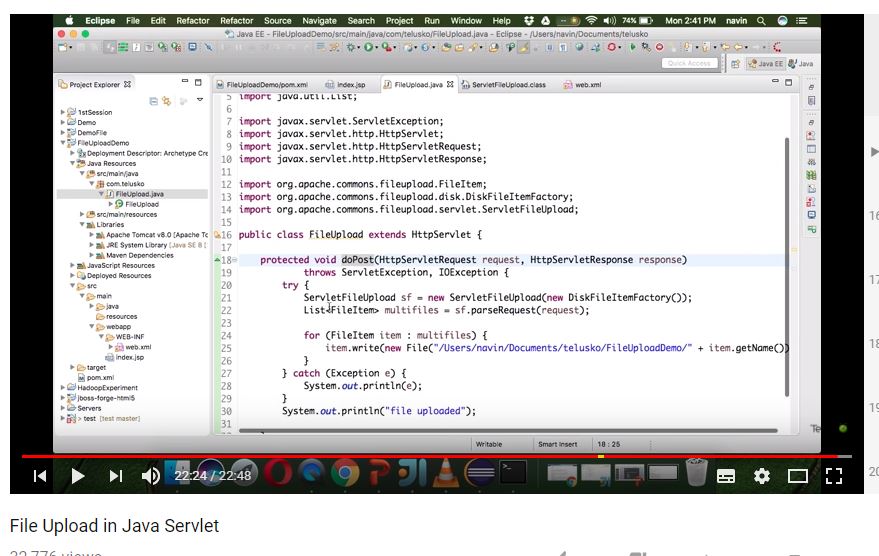 Eclipse File Edit Refactor Refactor Source Navigate Search Project Run Window Help 74% Mon 2:41 PM navin
Java EE - FileUploadDemo/src/main/java/com/telusko/FileUpload.java - Eclipse - /Users/navin/Documents/telusko
Quick Access Java EE Java
Project Explorer
FileUploadDemo/pom.xml index.jsp FileUpload.java ServletFileUpload.class web.xml
1stSession
Demo
DemoFile
FileUploadDemo
Deployment Descriptor: Archetype Cre
Java Resources
src/main/java
com.telusko
FileUpload.java
FileUpload
src/main/resources
Libraries
Apache Tomcat v8.0 [Apache To
JRE System Library [Java SE 8 [
Maven Dependencies
JavaScript Resources
Deployed Resources
src
main
java
resources
webapp
WEB-INF
web.xml
index.jsp
target
pom.xml
HadoopExperiment
jboss-forge-html5
Servers
> test [test master]
5 import java.util.List;
6
7 import javax.servlet.ServletException;
8 import javax.servlet.http.HttpServlet;
9 import javax.servlet.http.HttpServletRequest;
10 import javax.servlet.http.HttpServletResponse;
11
12 import org.apache.commons.fileupload.FileItem;
13 import org.apache.commons.fileupload.disk.DiskFileItemFactory;
14 import org.apache.commons.fileupload.servlet.ServletFileUpload;
15
16 public class FileUpload extends HttpServlet {
17
18 protected void doPost(HttpServletRequest request, HttpServletResponse response)
19 throws ServletException, IOException {
20 try {
21 ServletFileUpload sf = new ServletFileUpload(new DiskFileItemFactory());
22 List<FileItem> multifiles = sf.parseRequest(request);
23
24 for (FileItem item : multifiles) {
25 item.write(new File("/Users/navin/Documents/telusko/FileUploadDemo/" + item.getName())
26 }
27 } catch (Exception e) {
28 System.out.println(e);
29 }
30 System.out.println("file uploaded");
31
Writable Smart Insert 18 : 25
Te
22:24 / 22:48
File Upload in Java Servlet